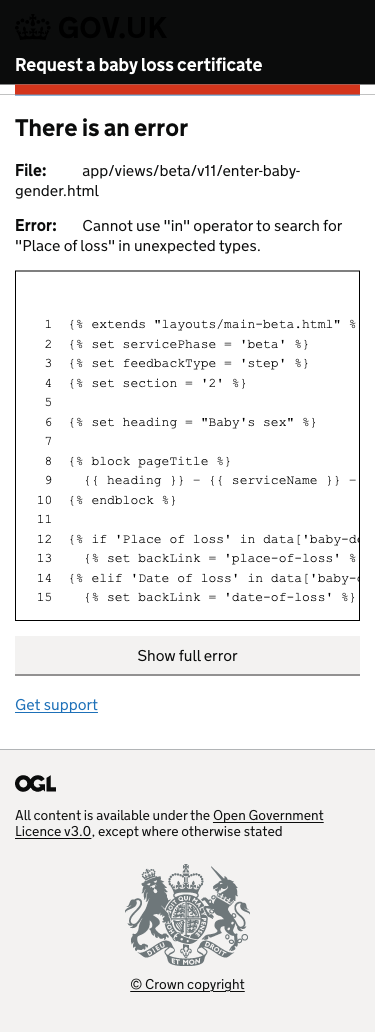 GOV.UK
Request a baby loss certificate
There is an error
File: app/views/beta/v11/enter-baby-
gender.html
Error: Cannot use "in" operator to search for
"Place of loss" in unexpected types.
1 {% extends "layouts/main-beta.html" %
2 {% set servicePhase = 'beta' %}
3 {% set feedbackType = 'step' %}
4 {% set section = '2' %}
5
6 {% set heading = "Baby's sex" %}
7
8 {% block pageTitle %}
9 {{ heading }} – {{ serviceName }} –
10 {% endblock %}
11
12 {% if 'Place of loss' in data['baby-de
13 {% set backLink = 'place-of-loss' %
14 {% elif 'Date of loss' in data['baby-d
15 {% set backLink = 'date-of-loss' %}
Show full error
Get support
OGL
All content is available under the Open Government
Licence v3.0, except where otherwise stated
DIEU ET MON DROIT
© Crown copyright